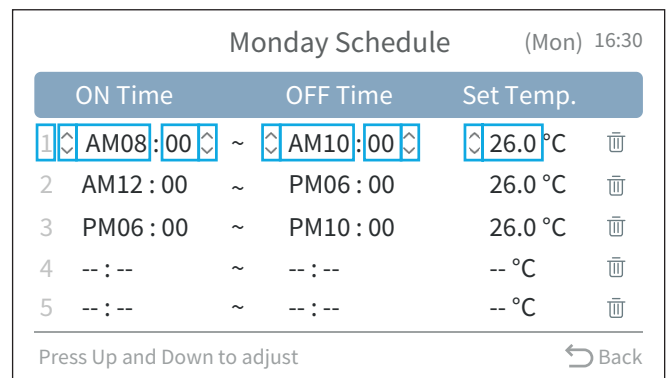 Monday Schedule (Mon) 16:30
ON Time OFF Time Set Temp.
1 AM08 : 00 ~ AM10 : 00 26.0 °C
2 AM12 : 00 ~ PM06 : 00 26.0 °C
3 PM06 : 00 ~ PM10 : 00 26.0 °C
4 -- : -- ~ -- : -- -- °C
5 -- : -- ~ -- : -- -- °C
Press Up and Down to adjust Back